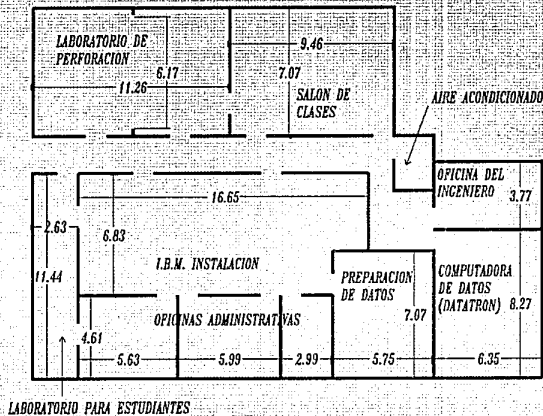 LABORATORIO DE
PERFORACION
6.17
11.26
9.46
7.07
SALON DE
CLASES
AIRE ACONDICIONADO
OFICINA DEL
INGENIERO
3.77
16.65
2.63
6.83
11.44
I.B.M. INSTALACION
PREPARACION
DE DATOS
COMPUTADORA
DE DATOS
(DATATRON)
8.27
7.07
OFICINAS ADMINISTRATIVAS
4.61
5.63
5.99
2.99
5.75
6.35
LABORATORIO PARA ESTUDIANTES